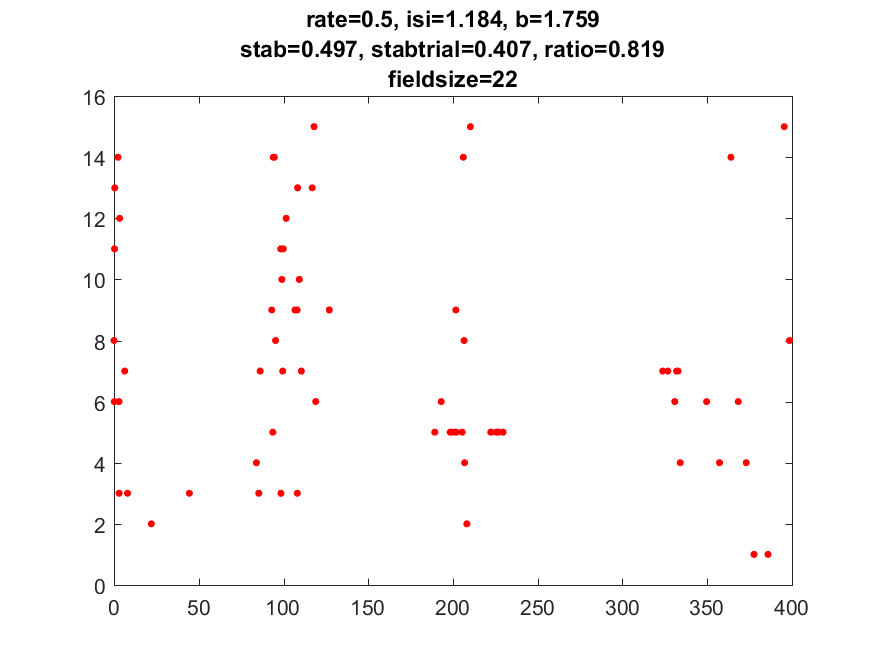 rate=0.5, isi=1.184, b=1.759
stab=0.497, stabtrial=0.407, ratio=0.819
fieldsize=22
16
14
12
10
8
6
4
2
0
0 50 100 150 200 250 300 350 400